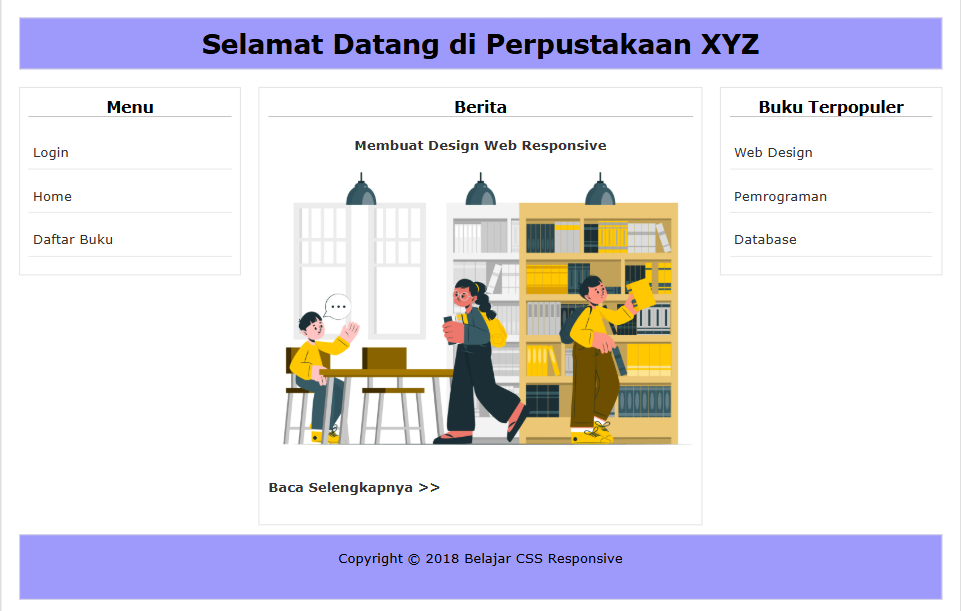 Selamat Datang di Perpustakaan XYZ
Menu
Login
Home
Daftar Buku
Berita
Membuat Design Web Responsive
Baca Selengkapnya >>
Buku Terpopuler
Web Design
Pemrograman
Database
Copyright © 2018 Belajar CSS Responsive